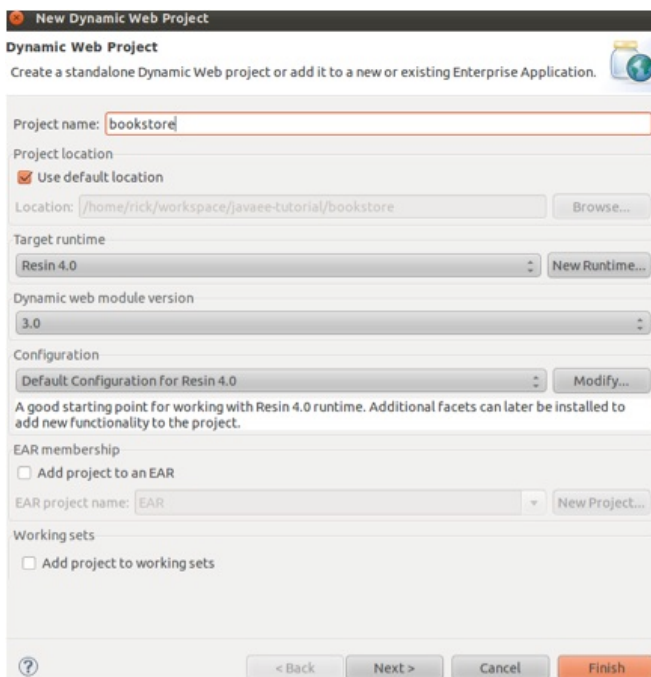 New Dynamic Web Project
Dynamic Web Project
Create a standalone Dynamic Web project or add it to a new or existing Enterprise Application.
Project name: bookstore
Project location
Use default location
Location: /home/rick/workspace/javaee-tutorial/bookstore Browse...
Target runtime
Resin 4.0 New Runtime...
Dynamic web module version
3.0
Configuration
Default Configuration for Resin 4.0 Modify...
A good starting point for working with Resin 4.0 runtime. Additional facets can later be installed to
add new functionality to the project.
EAR membership
Add project to an EAR
EAR project name: EAR New Project...
Working sets
Add project to working sets
? < Back Next > Cancel Finish